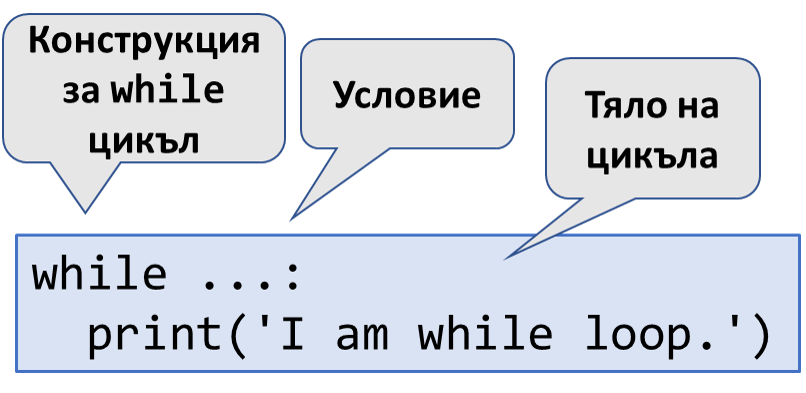 Конструкция
за while
цикъл
Условие
Тяло на
цикъла
while ...:
  print('I am while loop.')